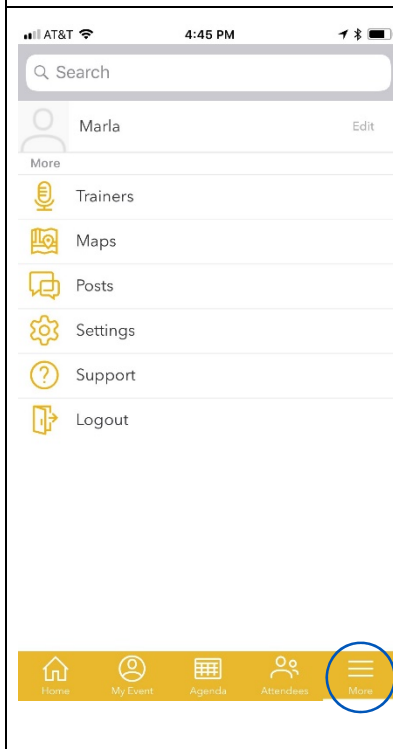 AT&T 4:45 PM
Search
Marla Edit
More
Trainers
Maps
Posts
Settings
? Support
Logout
Home My Event Agenda Attendees More